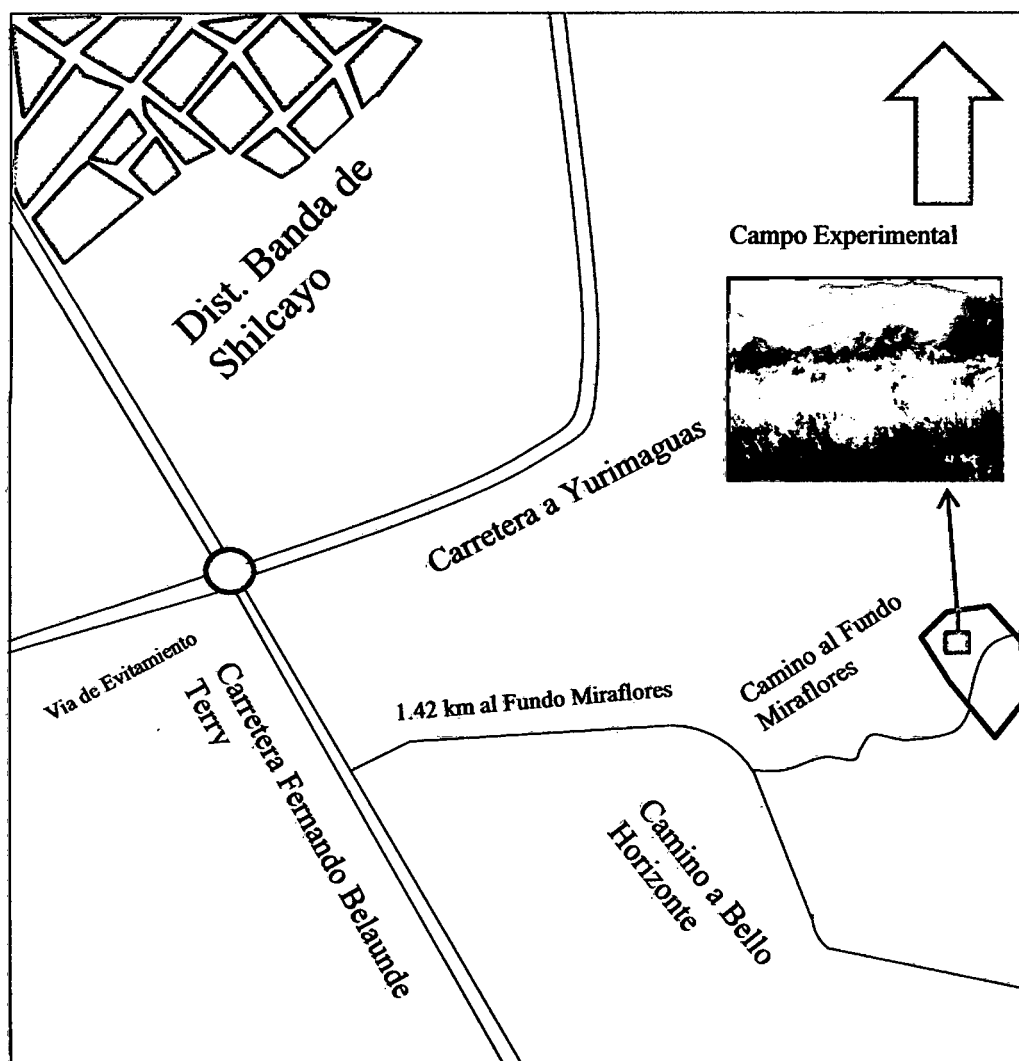 Dist. Banda de
Shilcayo
Campo Experimental
Carretera a Yurimaguas
Via de Evitamiento
Carretera Fernando Belaunde
Terry
1.42 km al Fundo Miraflores
Camino al Fundo
Miraflores
Camino a Bello
Horizonte